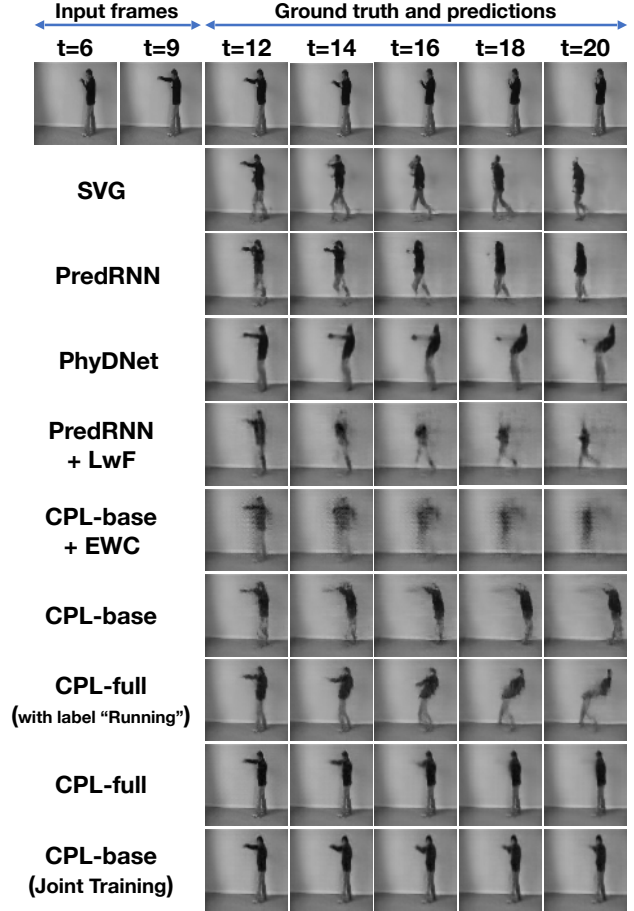 Input frames
Ground truth and predictions
t=6
t=9
t=12
t=14
t=16
t=18
t=20
SVG
PredRNN
PhyDNet
PredRNN
+ LwF
CPL-base
+ EWC
CPL-base
CPL-full
(with label “Running”)
CPL-full
CPL-base
(Joint Training)